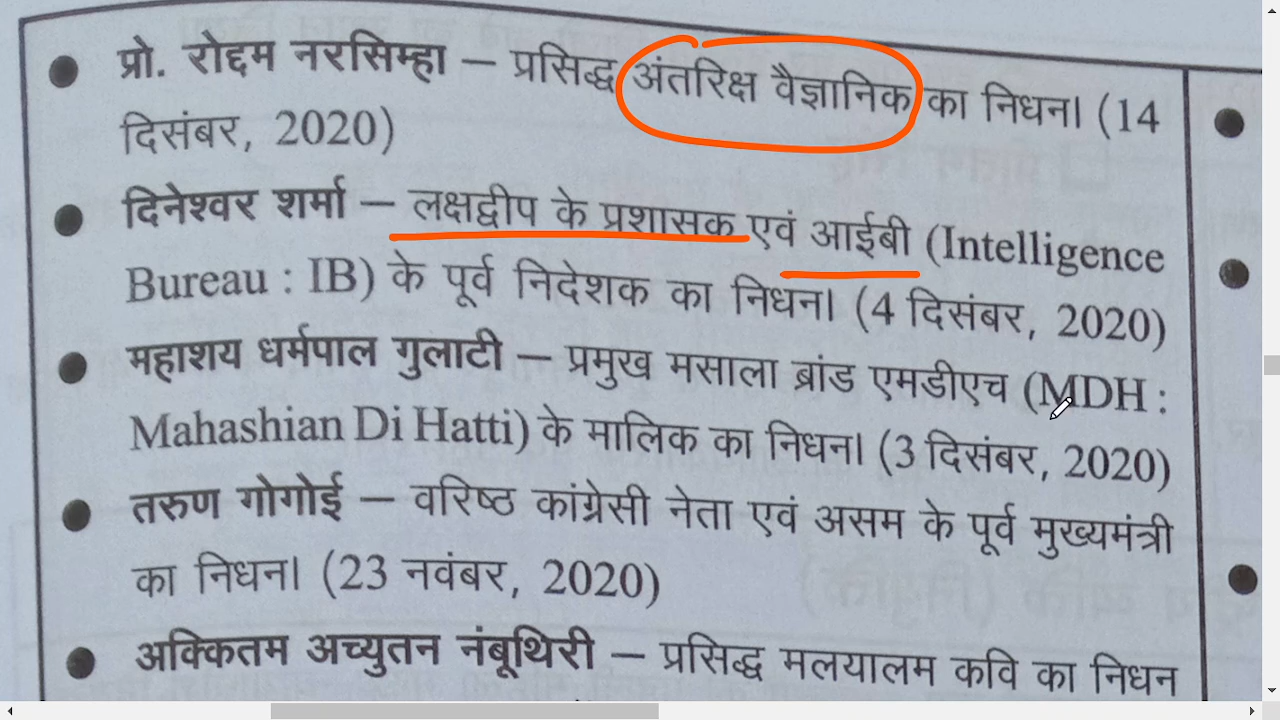 • प्रो. रोद्दम नरसिम्हा – प्रसिद्ध अंतरिक्ष वैज्ञानिक का निधन। (14
दिसंबर, 2020)
• दिनेश्वर शर्मा – लक्षद्वीप के प्रशासक एवं आईबी (Intelligence
Bureau : IB) के पूर्व निदेशक का निधन। (4 दिसंबर, 2020)
• महाशय धर्मपाल गुलाटी – प्रमुख मसाला ब्रांड एमडीएच (MDH :
Mahashian Di Hatti) के मालिक का निधन। (3 दिसंबर, 2020)
• तरुण गोगोई – वरिष्ठ कांग्रेसी नेता एवं असम के पूर्व मुख्यमंत्री
का निधन। (23 नवंबर, 2020)
• अक्कितम अच्युतन नंबूथिरी – प्रसिद्ध मलयालम कवि का निधन